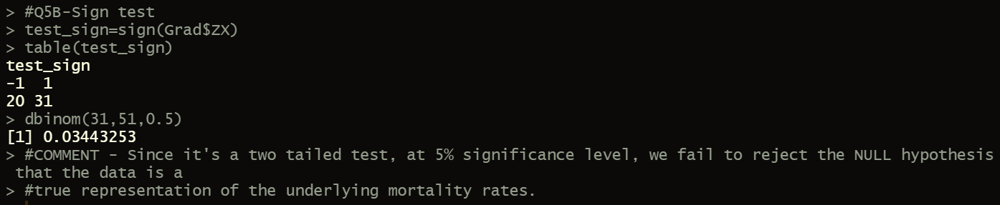 > #Q5B-Sign test
> test_sign=sign(Grad$ZX)
> table(test_sign)
test_sign
-1  1
20 31
> dbinom(31,51,0.5)
[1] 0.03443253
> #COMMENT - Since it's a two tailed test, at 5% significance level, we fail to reject the NULL hypothesis
that the data is a
> #true representation of the underlying mortality rates.